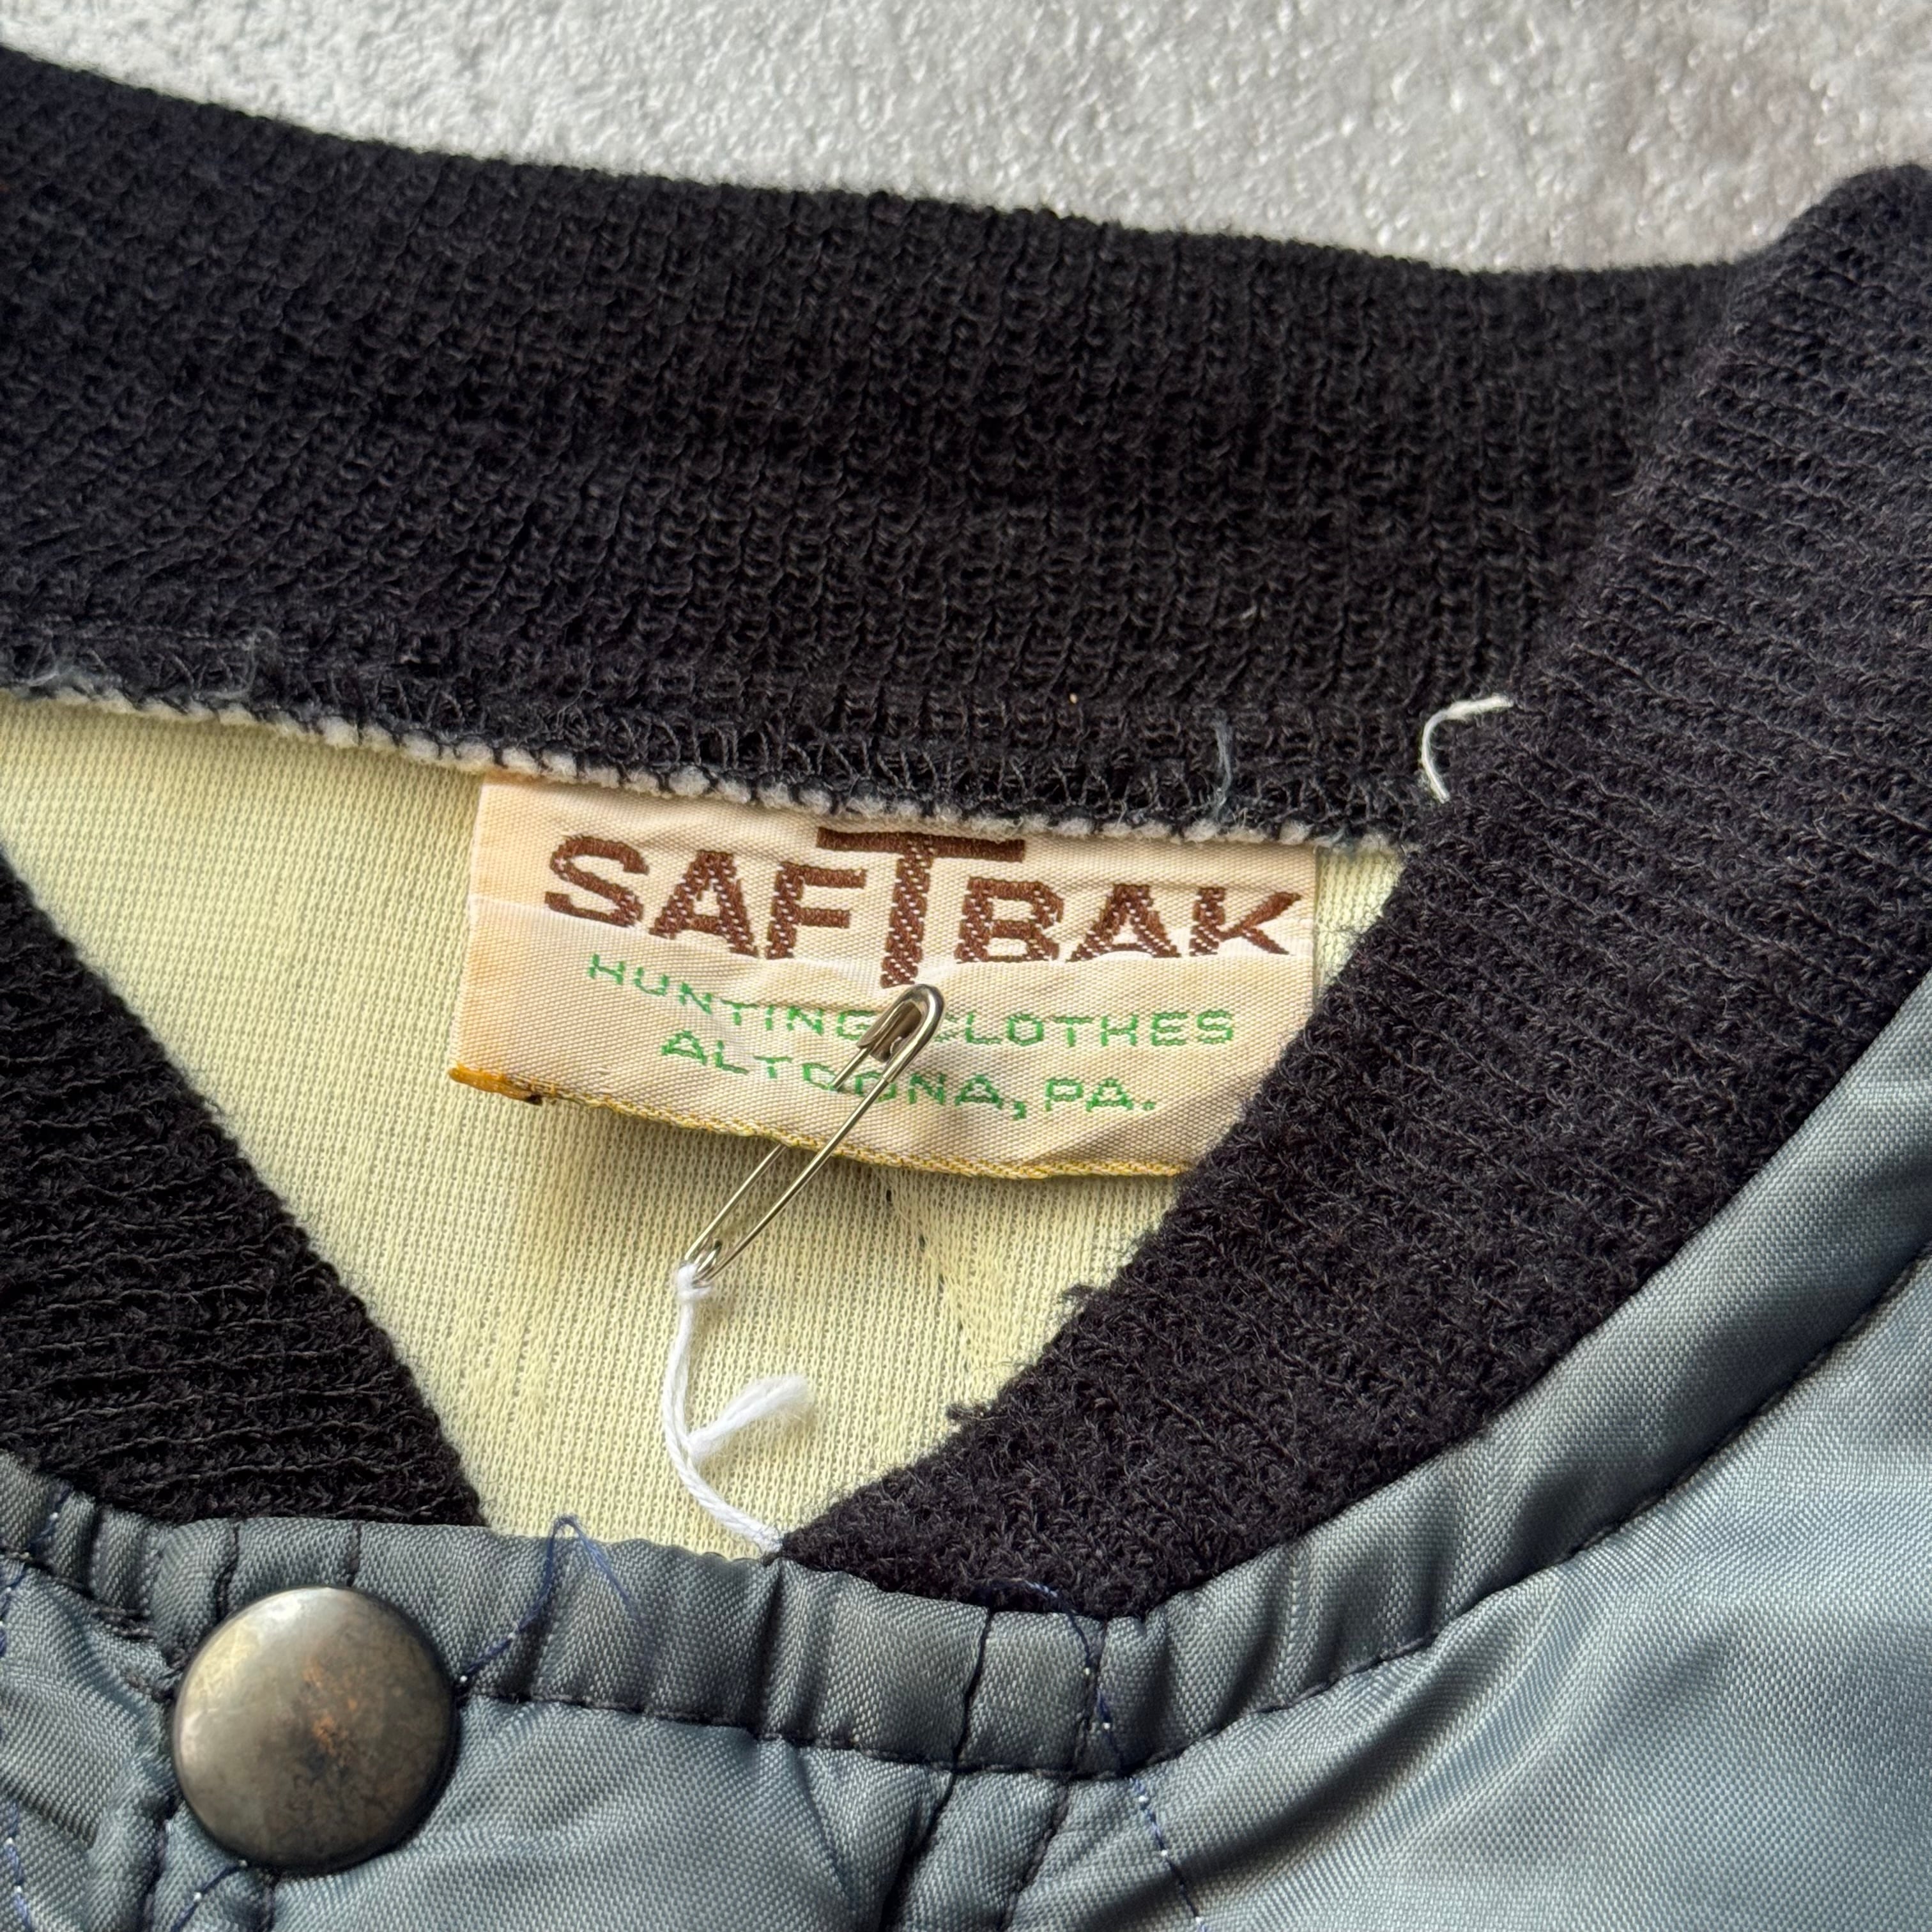 SAFTBAK
HUNTING CLOTHES
ALTOONA, PA.